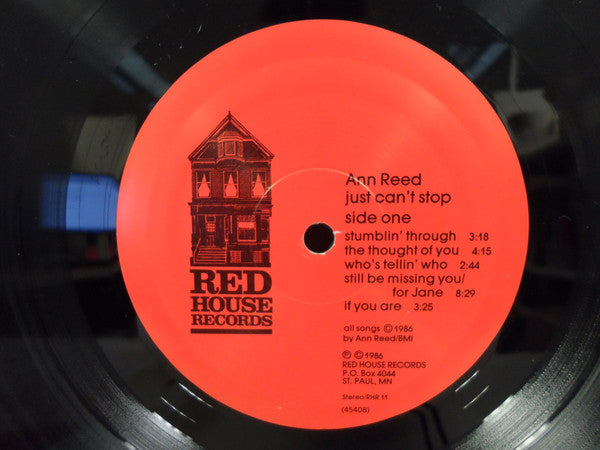 RED
HOUSE
RECORDS
Ann Reed
just can't stop
side one
stumblin' through 3:18
the thought of you 4:15
who's tellin' who 2:44
still be missing you/
for Jane 8:29
if you are 3:25
all songs ©1986
by Ann Reed/BMI
℗ ©1986
RED HOUSE RECORDS
P.O. Box 4044
ST. PAUL, MN
Stereo/RHR 11
(45408)